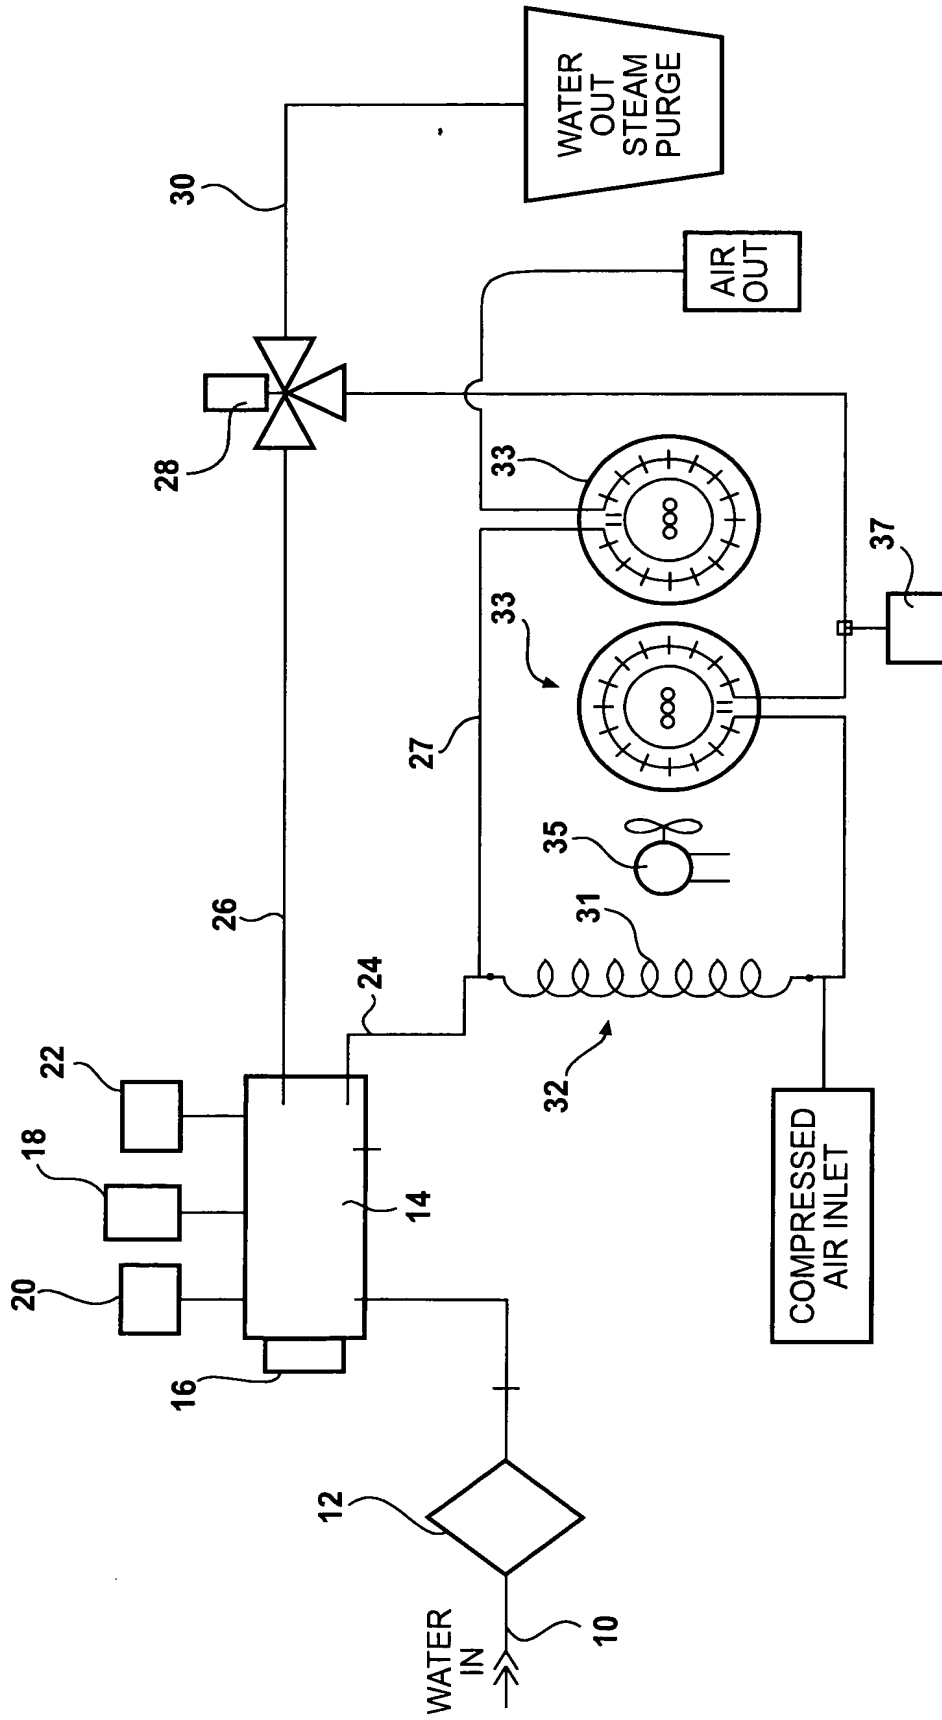 WATER
IN
10
12
16
20
18
22
14
24
26
28
30
27
32
31
35
33
33
37
COMPRESSED
AIR INLET
AIR
OUT
WATER
OUT
STEAM
PURGE